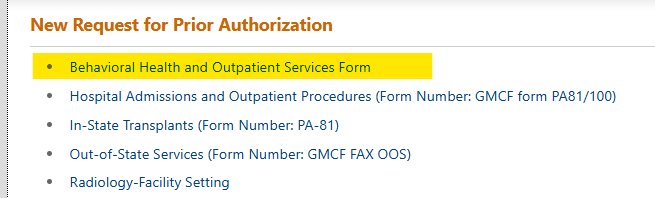 New Request for Prior Authorization
Behavioral Health and Outpatient Services Form
Hospital Admissions and Outpatient Procedures (Form Number: GMCF form PA81/100)
In-State Transplants (Form Number: PA-81)
Out-of-State Services (Form Number: GMCF FAX OOS)
Radiology-Facility Setting